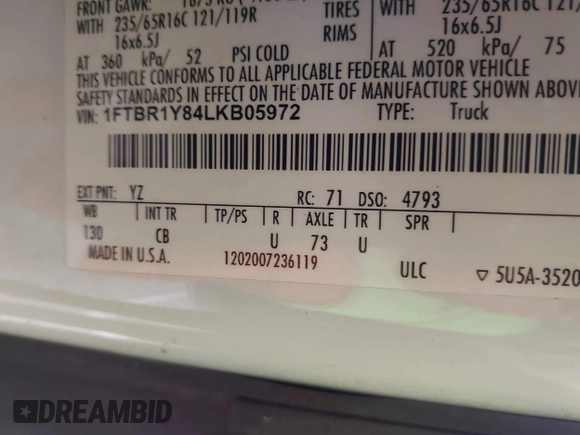 FRONT GAWR:
WITH 235/65R16C 121/119R TIRES WITH 235/65R16C 121/
16x6.5J RIMS 16x6.5J
AT 360 kPa/ 52 PSI COLD AT 520 kPa/ 75
THIS VEHICLE CONFORMS TO ALL APPLICABLE FEDERAL MOTOR VEHICLE
SAFETY STANDARDS IN EFFECT ON THE DATE OF MANUFACTURE SHOWN ABOVE
VIN: 1FTBR1Y84LKB05972 TYPE: Truck
EXT PNT: YZ RC: 71 DSO: 4793
WB INT TR TP/PS R AXLE TR SPR
130 CB U 73 U
MADE IN U.S.A. 1202007236119 ULC ▽ 5U5A-3520
DREAMBID